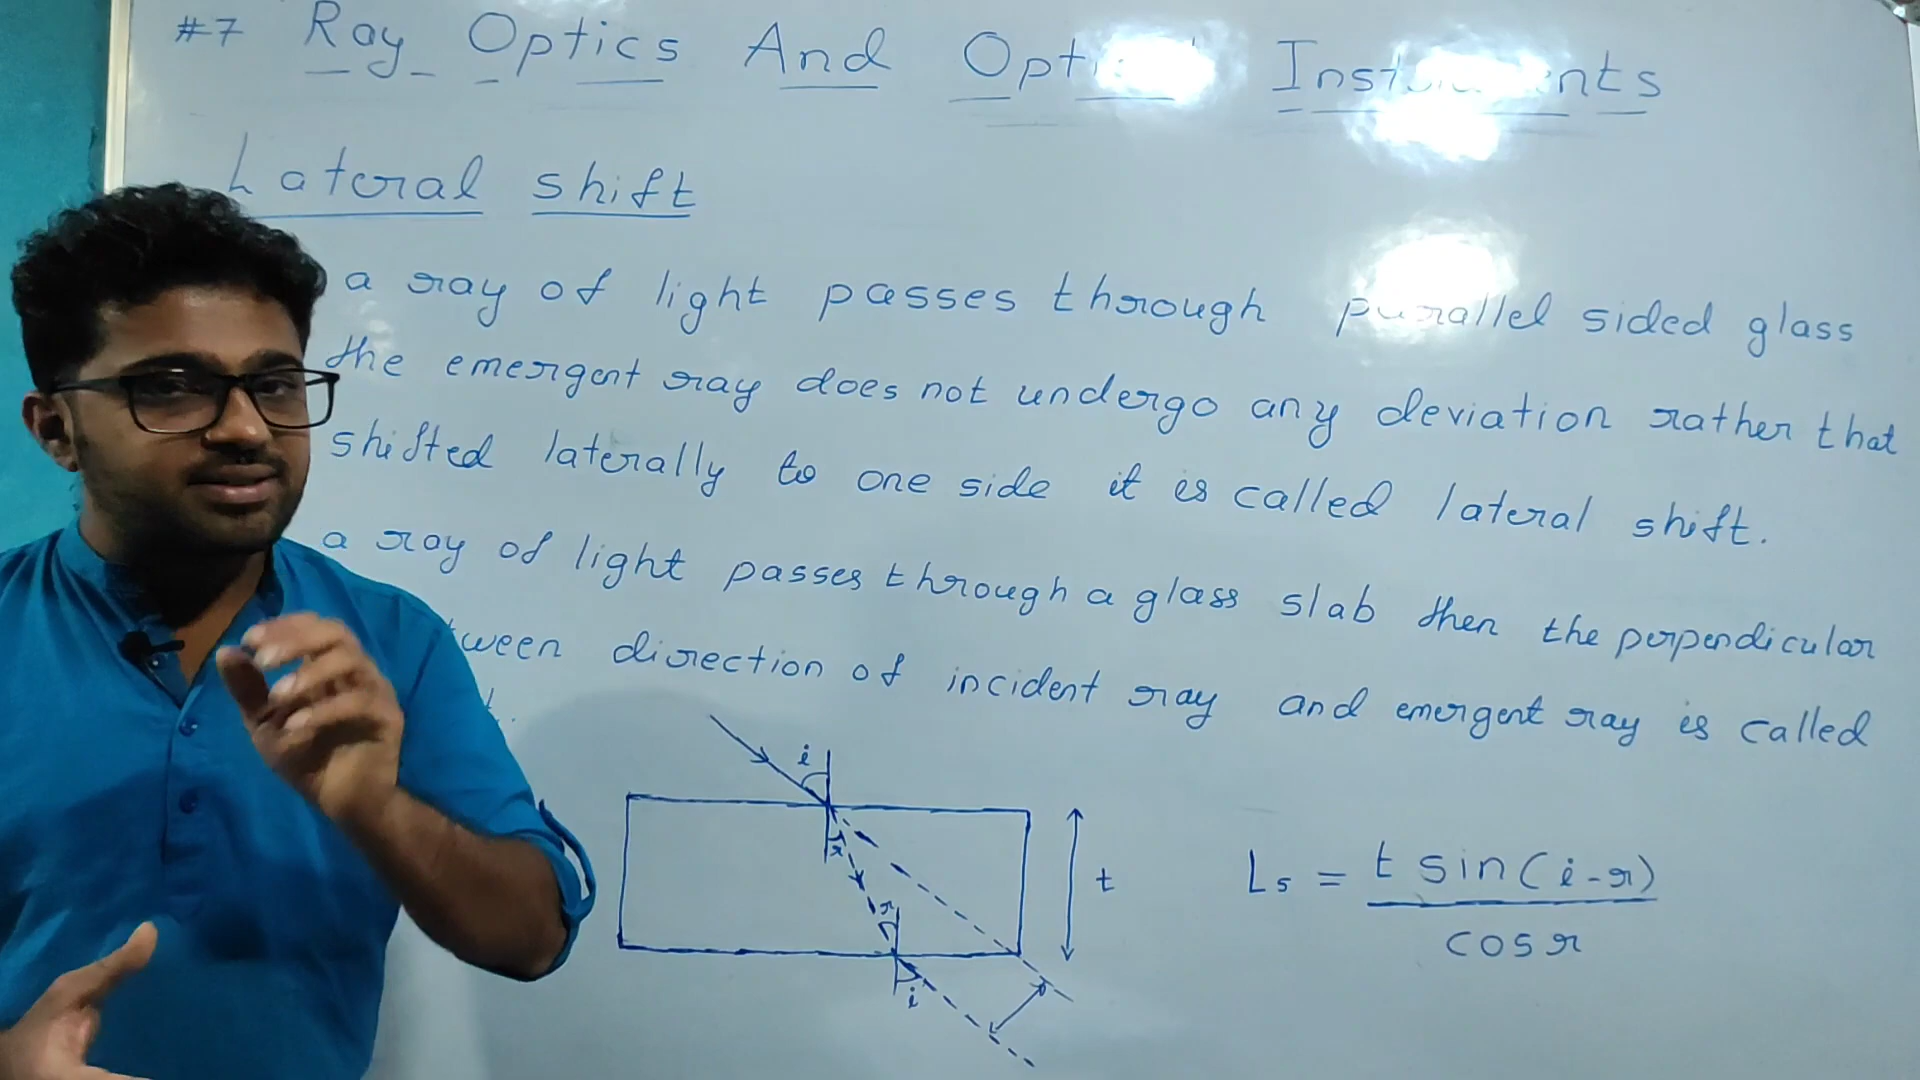 #7 Ray Optics And Instruments
Lateral shift
a ray of light passes through parallel sided glass
the emergent ray does not undergo any deviation rather that
shifted laterally to one side it is called lateral shift.
a ray of light passes through a glass slab then the perpendicular
tween direction of incident ray and emergent ray is called
t.
i
r
r
i
t
Ls = t sin(i-r)
cos r